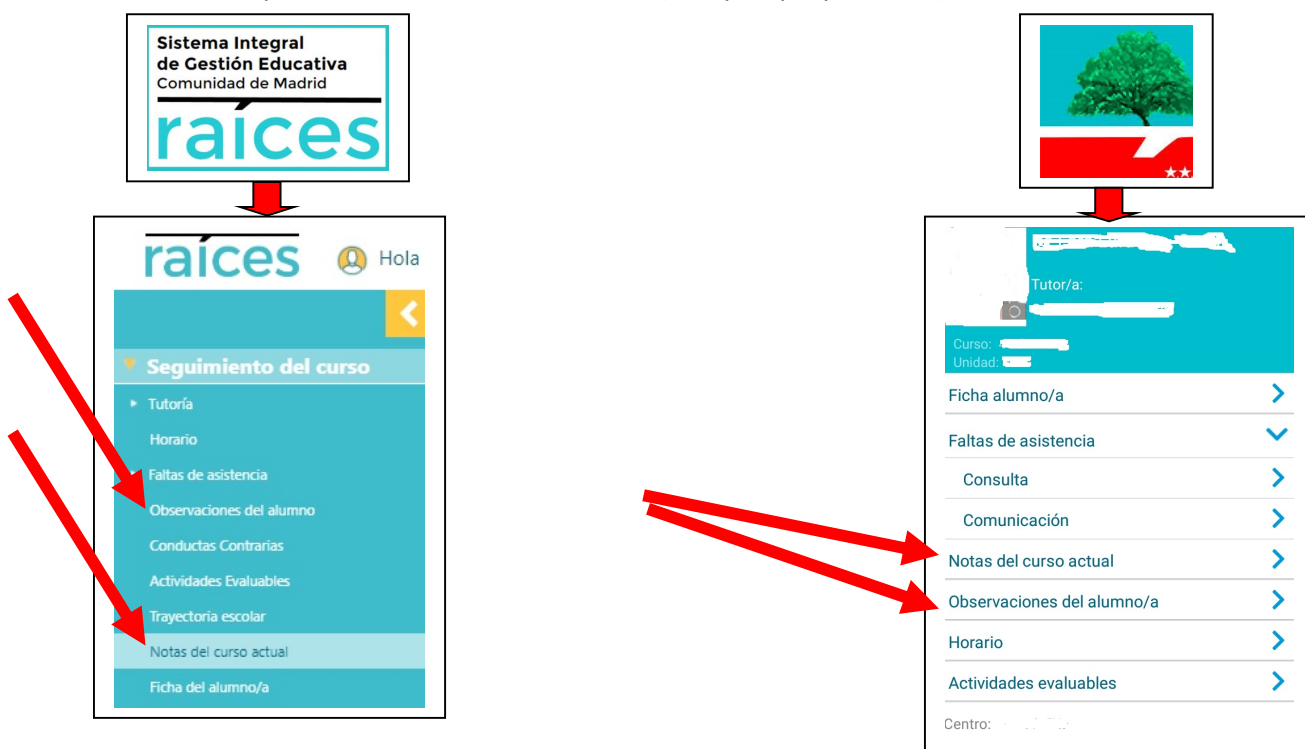 Sistema Integral
de Gestión Educativa
Comunidad de Madrid
raíces
raíces
Hola
Seguimiento del curso
Tutoría
Horario
Faltas de asistencia
Observaciones del alumno
Conductas Contrarias
Actividades Evaluables
Trayectoria escolar
Notas del curso actual
Ficha del alumno/a
Tutor/a:
Curso:
Unidad:
Ficha alumno/a
Faltas de asistencia
Consulta
Comunicación
Notas del curso actual
Observaciones del alumno/a
Horario
Actividades evaluables
Centro: